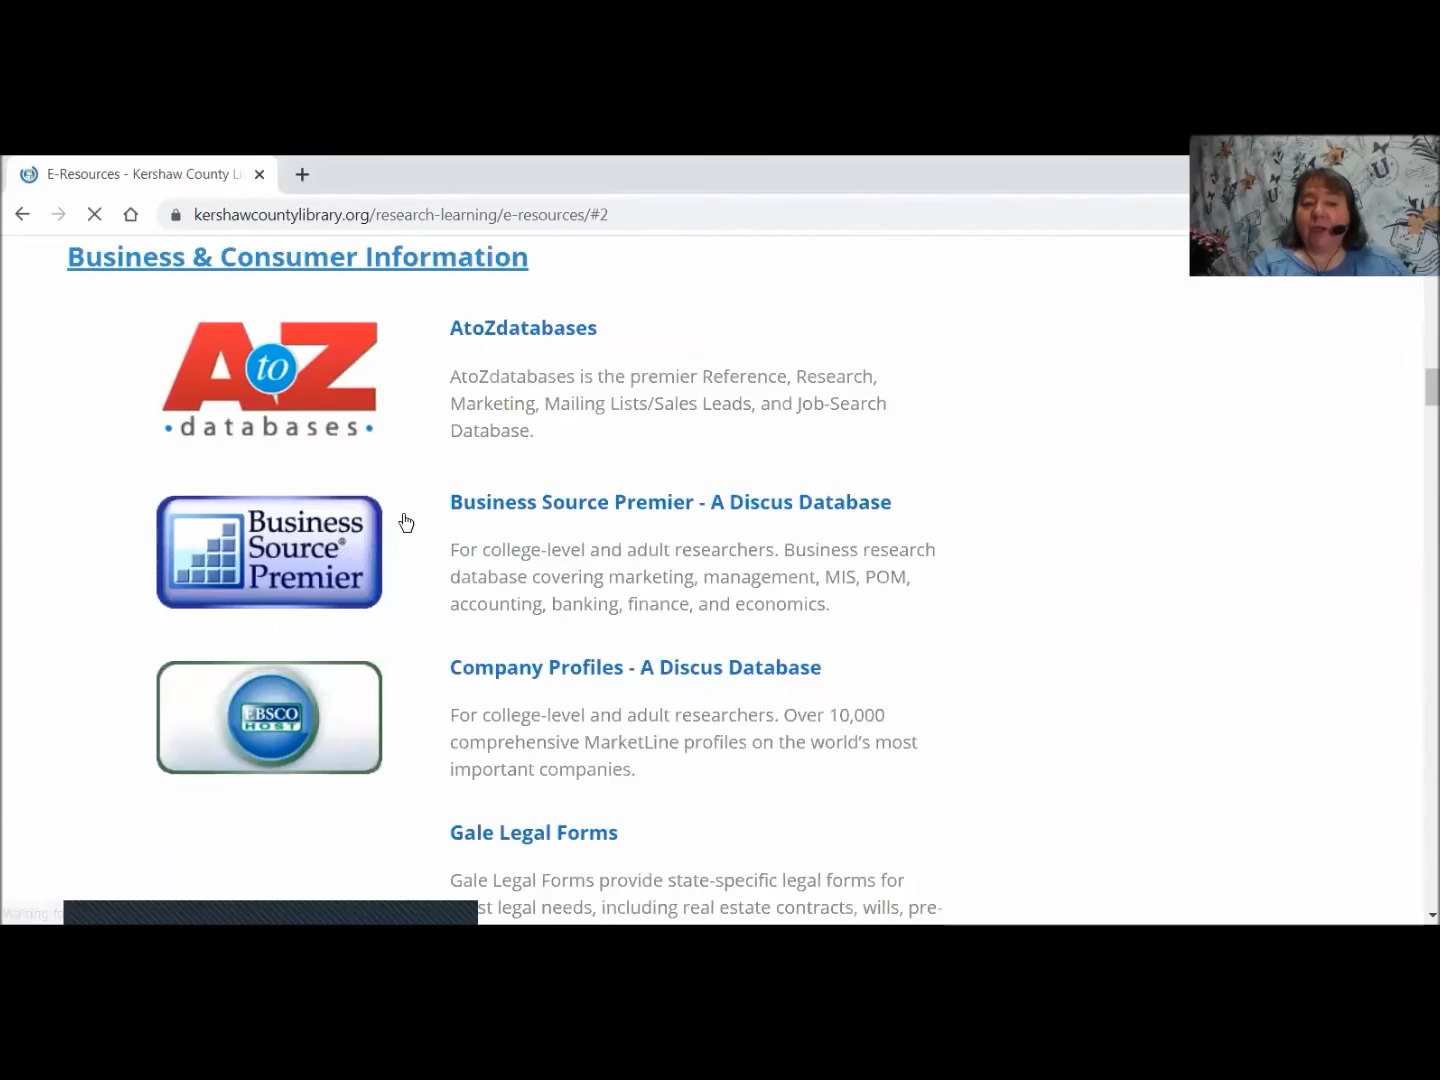 E-Resources - Kershaw County Li
kershawcountylibrary.org/research-learning/e-resources/#2
Business & Consumer Information
A to Z
databases
AtoZdatabases
AtoZdatabases is the premier Reference, Research,
Marketing, Mailing Lists/Sales Leads, and Job-Search
Database.
Business
Source®
Premier
Business Source Premier - A Discus Database
For college-level and adult researchers. Business research
database covering marketing, management, MIS, POM,
accounting, banking, finance, and economics.
EBSCO
HOST
Company Profiles - A Discus Database
For college-level and adult researchers. Over 10,000
comprehensive MarketLine profiles on the world's most
important companies.
Gale Legal Forms
Gale Legal Forms provide state-specific legal forms for
st legal needs, including real estate contracts, wills, pre-
Waiting fo